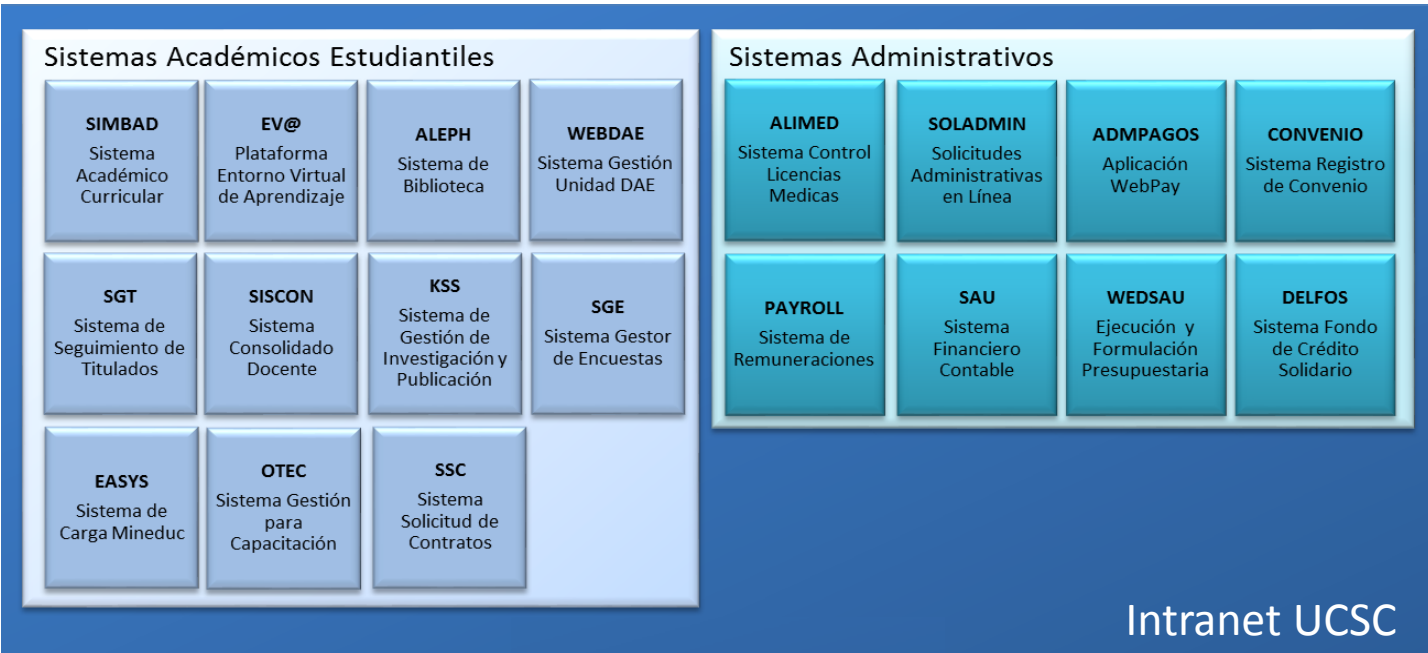 Sistemas Académicos Estudiantiles
SIMBAD
Sistema
Académico
Curricular
EV@
Plataforma
Entorno Virtual
de Aprendizaje
ALEPH
Sistema de
Biblioteca
WEBDAE
Sistema Gestión
Unidad DAE
SGT
Sistema de
Seguimiento de
Titulados
SISCON
Sistema
Consolidado
Docente
KSS
Sistema de
Gestión de
Investigación y
Publicación
SGE
Sistema Gestor
de Encuestas
EASYS
Sistema de
Carga Mineduc
OTEC
Sistema Gestión
para
Capacitación
SSC
Sistema
Solicitud de
Contratos
Sistemas Administrativos
ALIMED
Sistema Control
Licencias
Medicas
SOLADMIN
Solicitudes
Administrativas
en Línea
ADMPAGOS
Aplicación
WebPay
CONVENIO
Sistema Registro
de Convenio
PAYROLL
Sistema de
Remuneraciones
SAU
Sistema
Financiero
Contable
WEDSAU
Ejecución y
Formulación
Presupuestaria
DELFOS
Sistema Fondo
de Crédito
Solidario
Intranet UCSC